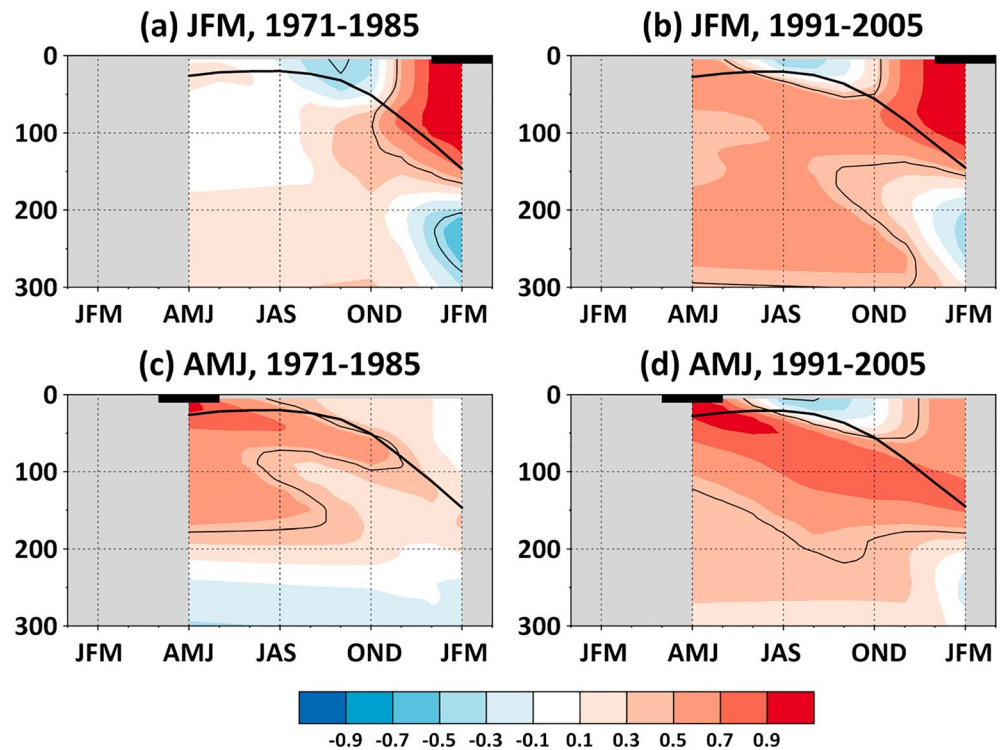 (a) JFM, 1971-1985
(b) JFM, 1991-2005
0
100
200
300
JFM AMJ JAS OND JFM
0
100
200
300
JFM AMJ JAS OND JFM
(c) AMJ, 1971-1985
(d) AMJ, 1991-2005
0
100
200
300
JFM AMJ JAS OND JFM
0
100
200
300
JFM AMJ JAS OND JFM
-0.9 -0.7 -0.5 -0.3 -0.1 0.1 0.3 0.5 0.7 0.9